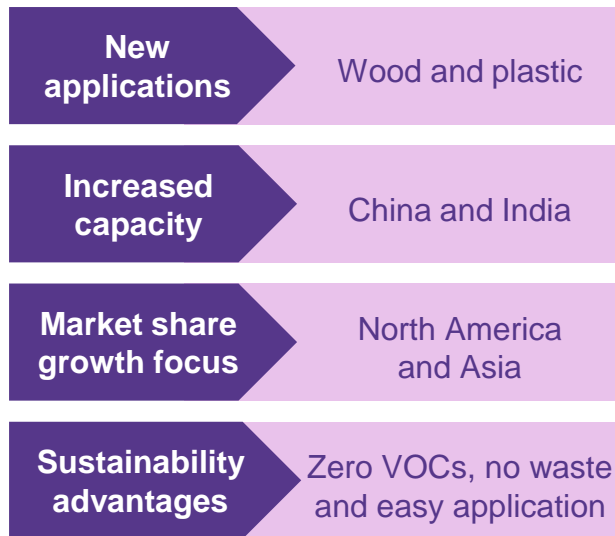 New
applications
Wood and plastic
Increased
capacity
China and India
Market share
growth focus
North America
and Asia
Sustainability
advantages
Zero VOCs, no waste
and easy application